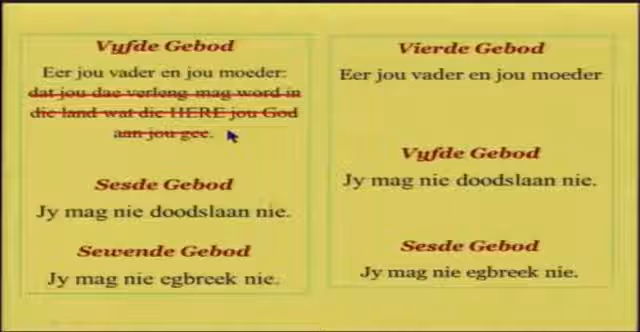 Vyfde Gebod
Eer jou vader en jou moeder:
dat jou dae verleng mag word in
die land wat die HERE jou God
aan jou gee.
Sesde Gebod
Jy mag nie doodslaan nie.
Sewende Gebod
Jy mag nie egbreek nie.
Vierde Gebod
Eer jou vader en jou moeder
Vyfde Gebod
Jy mag nie doodslaan nie.
Sesde Gebod
Jy mag nie egbreek nie.